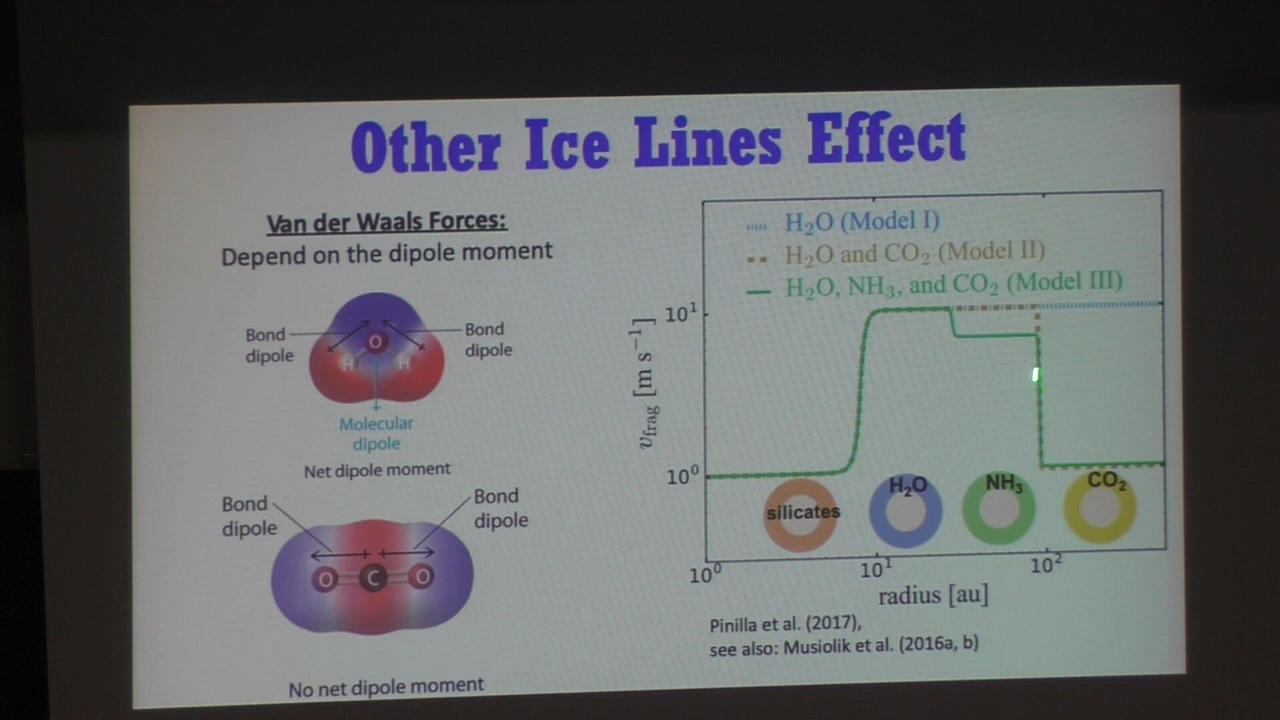 Other Ice Lines Effect
Van der Waals Forces:
Depend on the dipole moment
Bond
dipole
Bond
dipole
O
H
H
Molecular
dipole
Net dipole moment
Bond
dipole
Bond
dipole
O
C
O
No net dipole moment
H₂O (Model I)
H₂O and CO₂ (Model II)
H₂O, NH₃, and CO₂ (Model III)
10¹
v_frag [m s⁻¹]
10⁰
silicates
H₂O
NH₃
CO₂
10⁰
10¹
10²
radius [au]
Pinilla et al. (2017),
see also: Musiolik et al. (2016a, b)